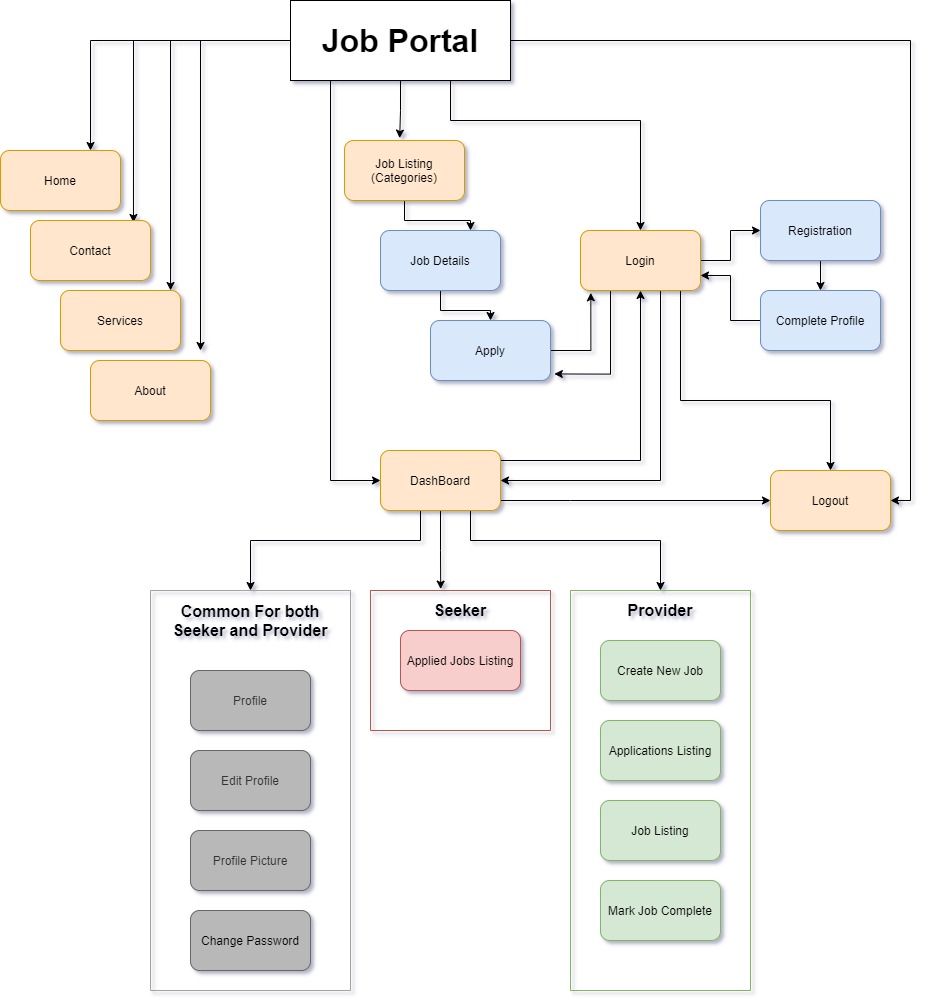 Job Portal
Job Listing
(Categories)
Home
Registration
Contact
Job Details
Login
Services
Complete Profile
Apply
About
DashBoard
Logout
Common For both
Seeker and Provider
Seeker
Provider
Applied Jobs Listing
Create New Job
Profile
Applications Listing
Edit Profile
Job Listing
Profile Picture
Mark Job Complete
Change Password